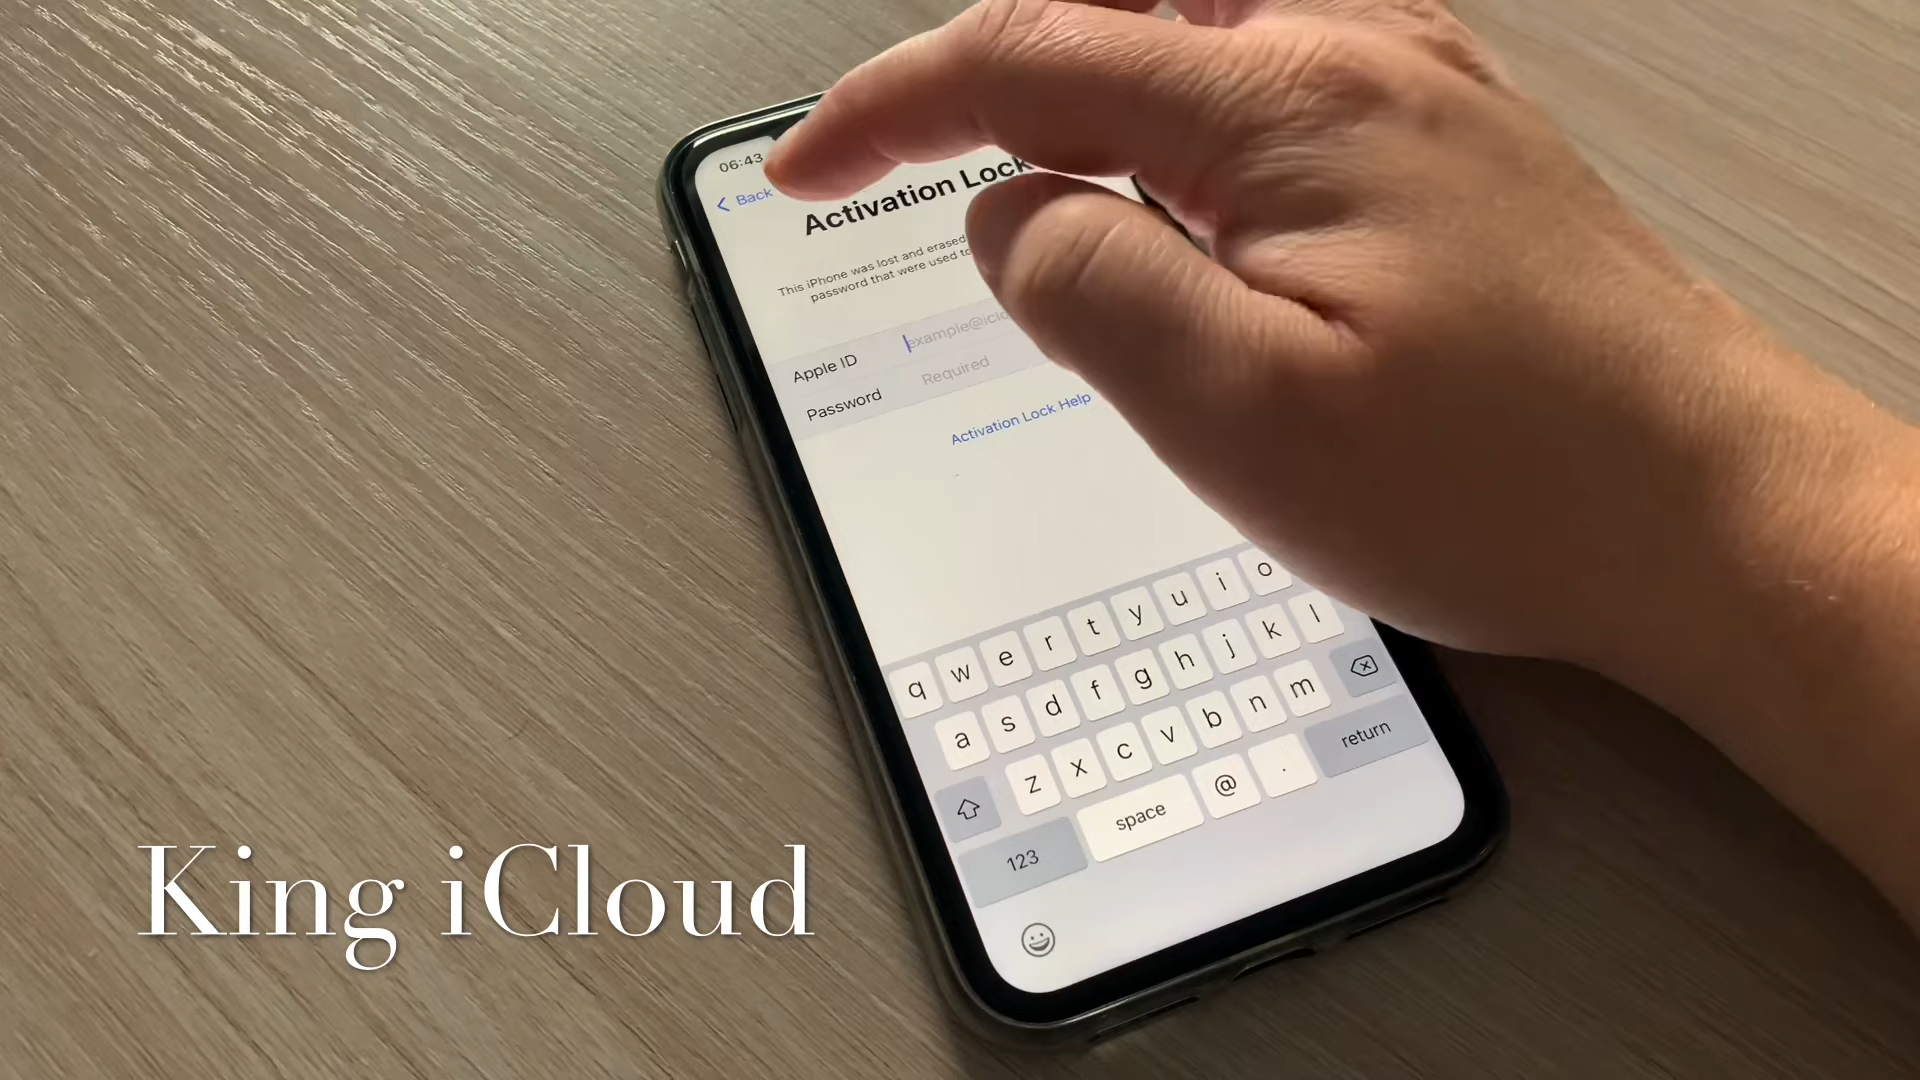 06:43
Back
Activation Lock
This iPhone was lost and erased
password that were used to
Apple ID
Password Required
Activation Lock Help
q w e r t y u i o
a s d f g h j k l
z x c v b n m
123 space @ . return
King iCloud